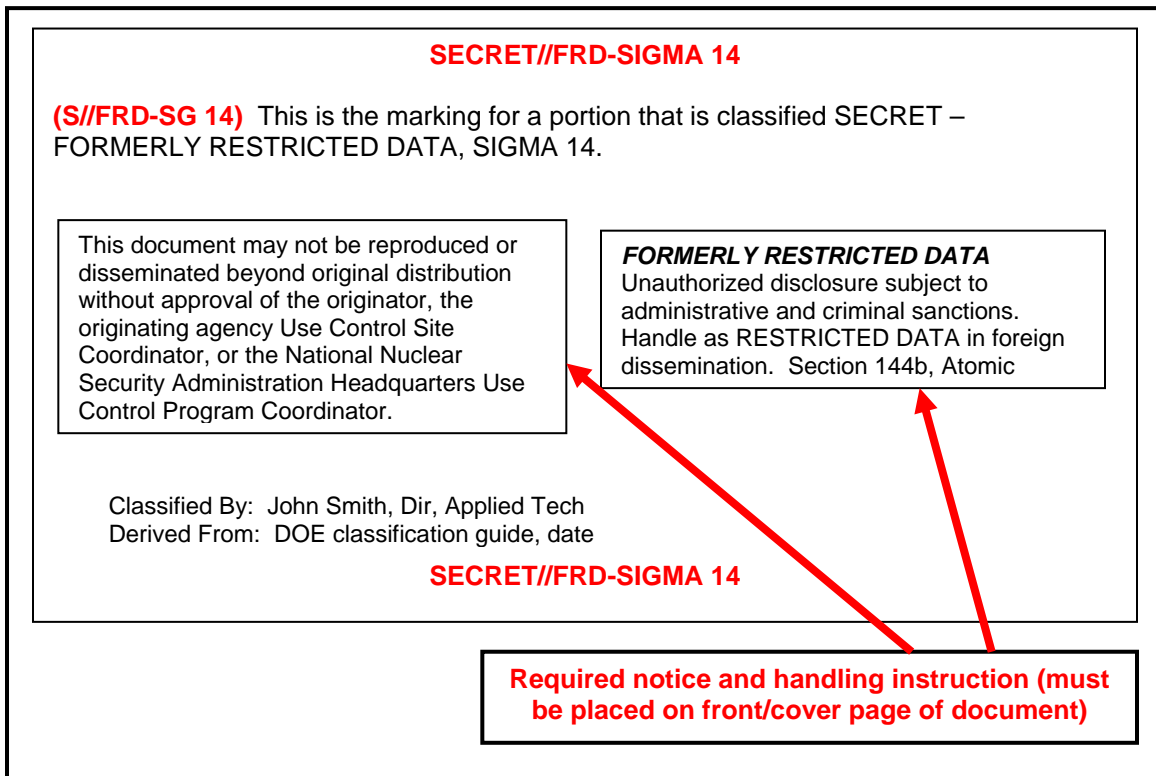 SECRET//FRD-SIGMA 14
(S//FRD-SG 14) This is the marking for a portion that is classified SECRET –
FORMERLY RESTRICTED DATA, SIGMA 14.
This document may not be reproduced or
disseminated beyond original distribution
without approval of the originator, the
originating agency Use Control Site
Coordinator, or the National Nuclear
Security Administration Headquarters Use
Control Program Coordinator.
FORMERLY RESTRICTED DATA
Unauthorized disclosure subject to
administrative and criminal sanctions.
Handle as RESTRICTED DATA in foreign
dissemination. Section 144b, Atomic
Classified By: John Smith, Dir, Applied Tech
Derived From: DOE classification guide, date
SECRET//FRD-SIGMA 14
Required notice and handling instruction (must
be placed on front/cover page of document)